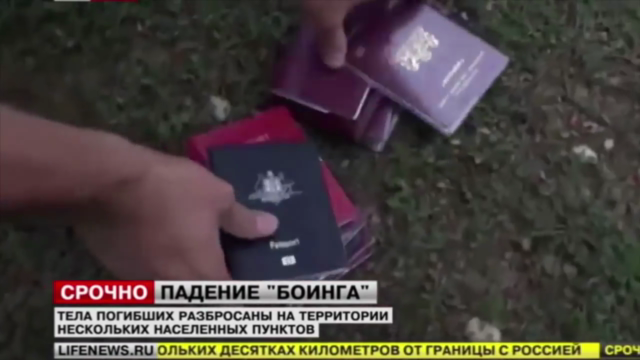 Passport
СРОЧНО ПАДЕНИЕ "БОИНГА"
ТЕЛА ПОГИБШИХ РАЗБРОСАНЫ НА ТЕРРИТОРИИ
НЕСКОЛЬКИХ НАСЕЛЕННЫХ ПУНКТОВ
LIFENEWS.RU ОЛЬКИХ ДЕСЯТКАХ КИЛОМЕТРОВ ОТ ГРАНИЦЫ С РОССИЕЙ СРОЧ